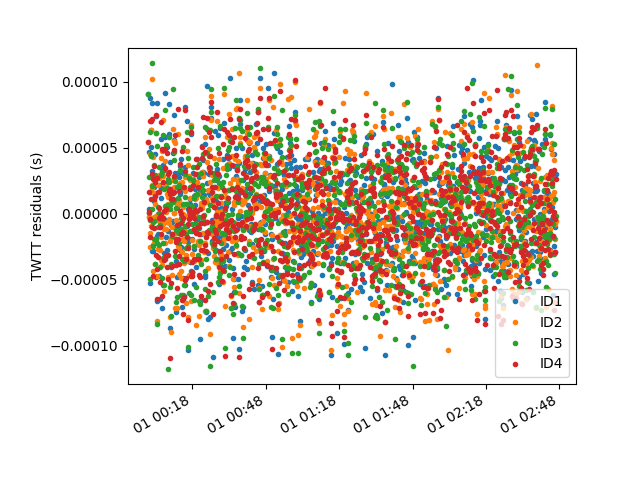 TWTT residuals (s)
0.00010
0.00005
0.00000
−0.00005
−0.00010
01 00:18
01 00:48
01 01:18
01 01:48
01 02:18
01 02:48
ID1
ID2
ID3
ID4